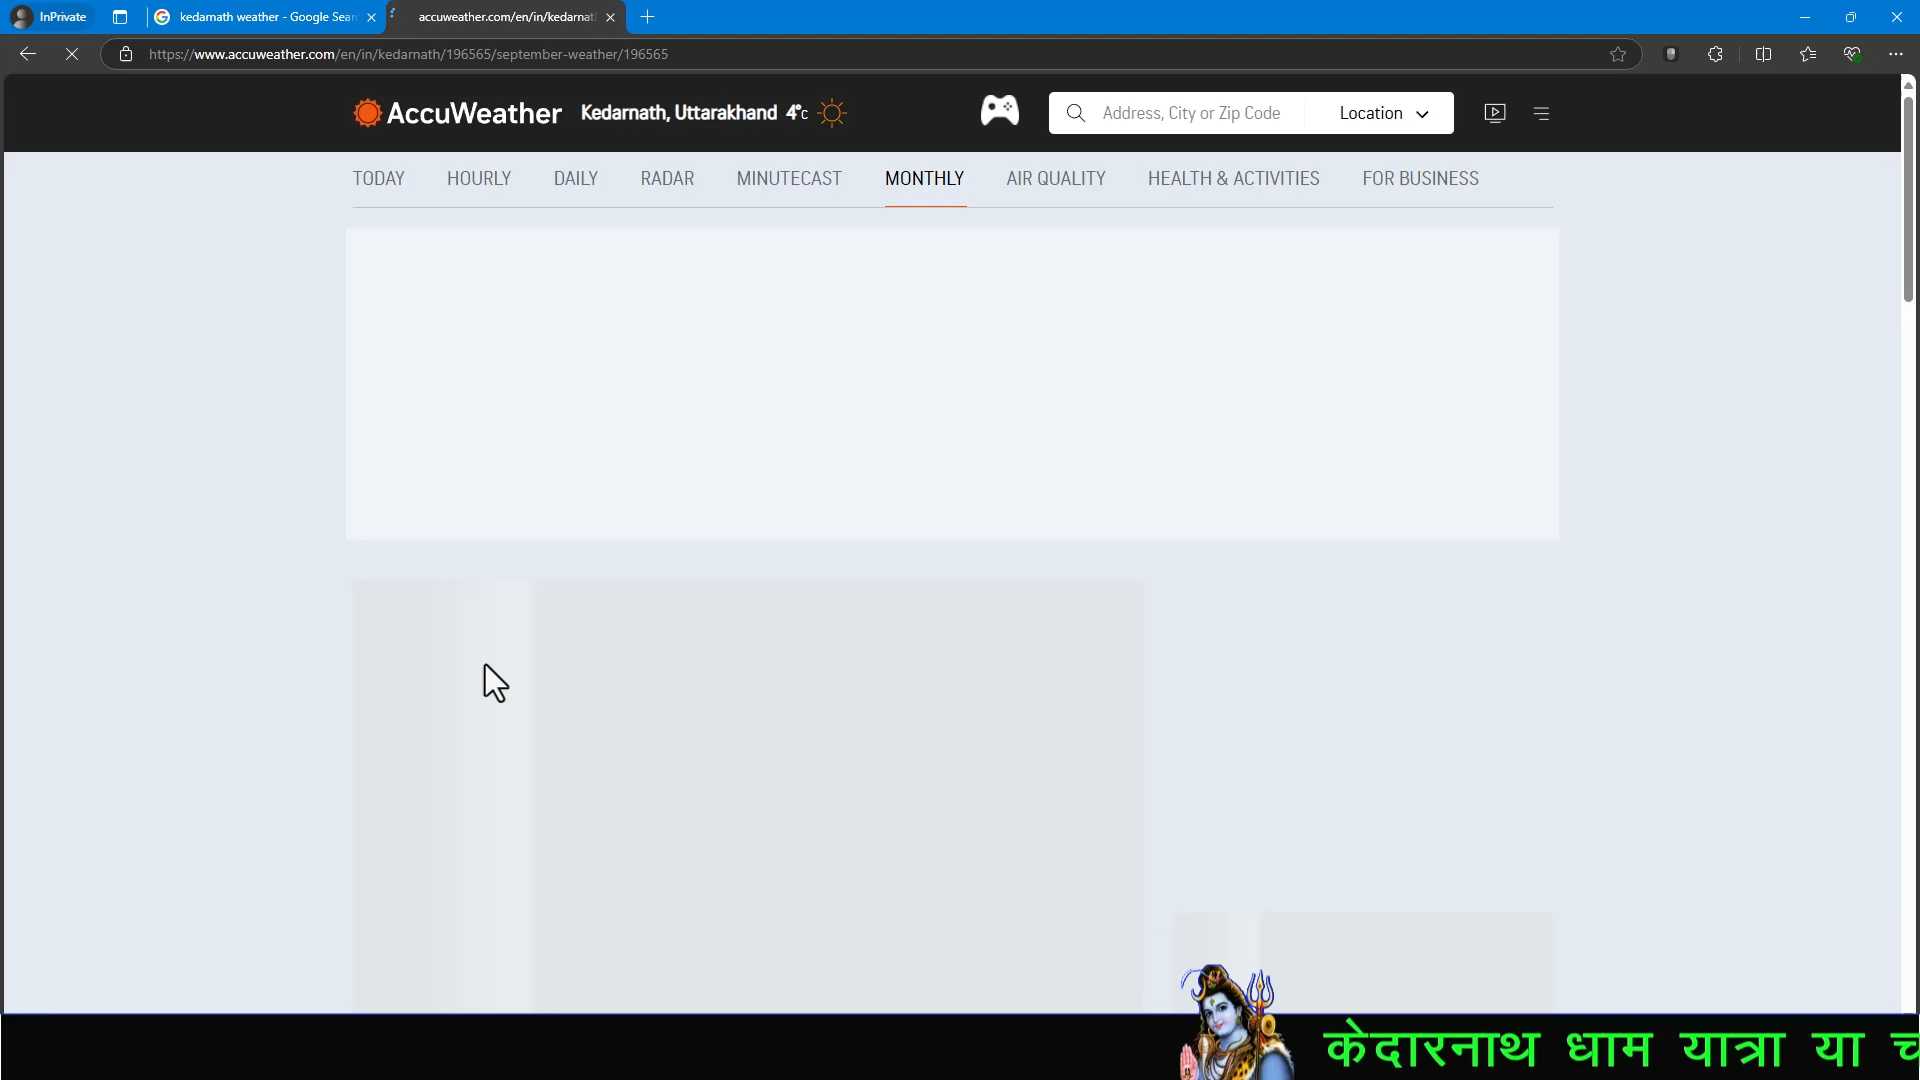 InPrivate
kedarnath weather - Google Sear
accuweather.com/en/in/kedarnat
https://www.accuweather.com/en/in/kedarnath/196565/september-weather/196565
AccuWeather
Kedarnath, Uttarakhand 4°C
Address, City or Zip Code
Location
TODAY
HOURLY
DAILY
RADAR
MINUTECAST
MONTHLY
AIR QUALITY
HEALTH & ACTIVITIES
FOR BUSINESS
केदारनाथ धाम यात्रा या च